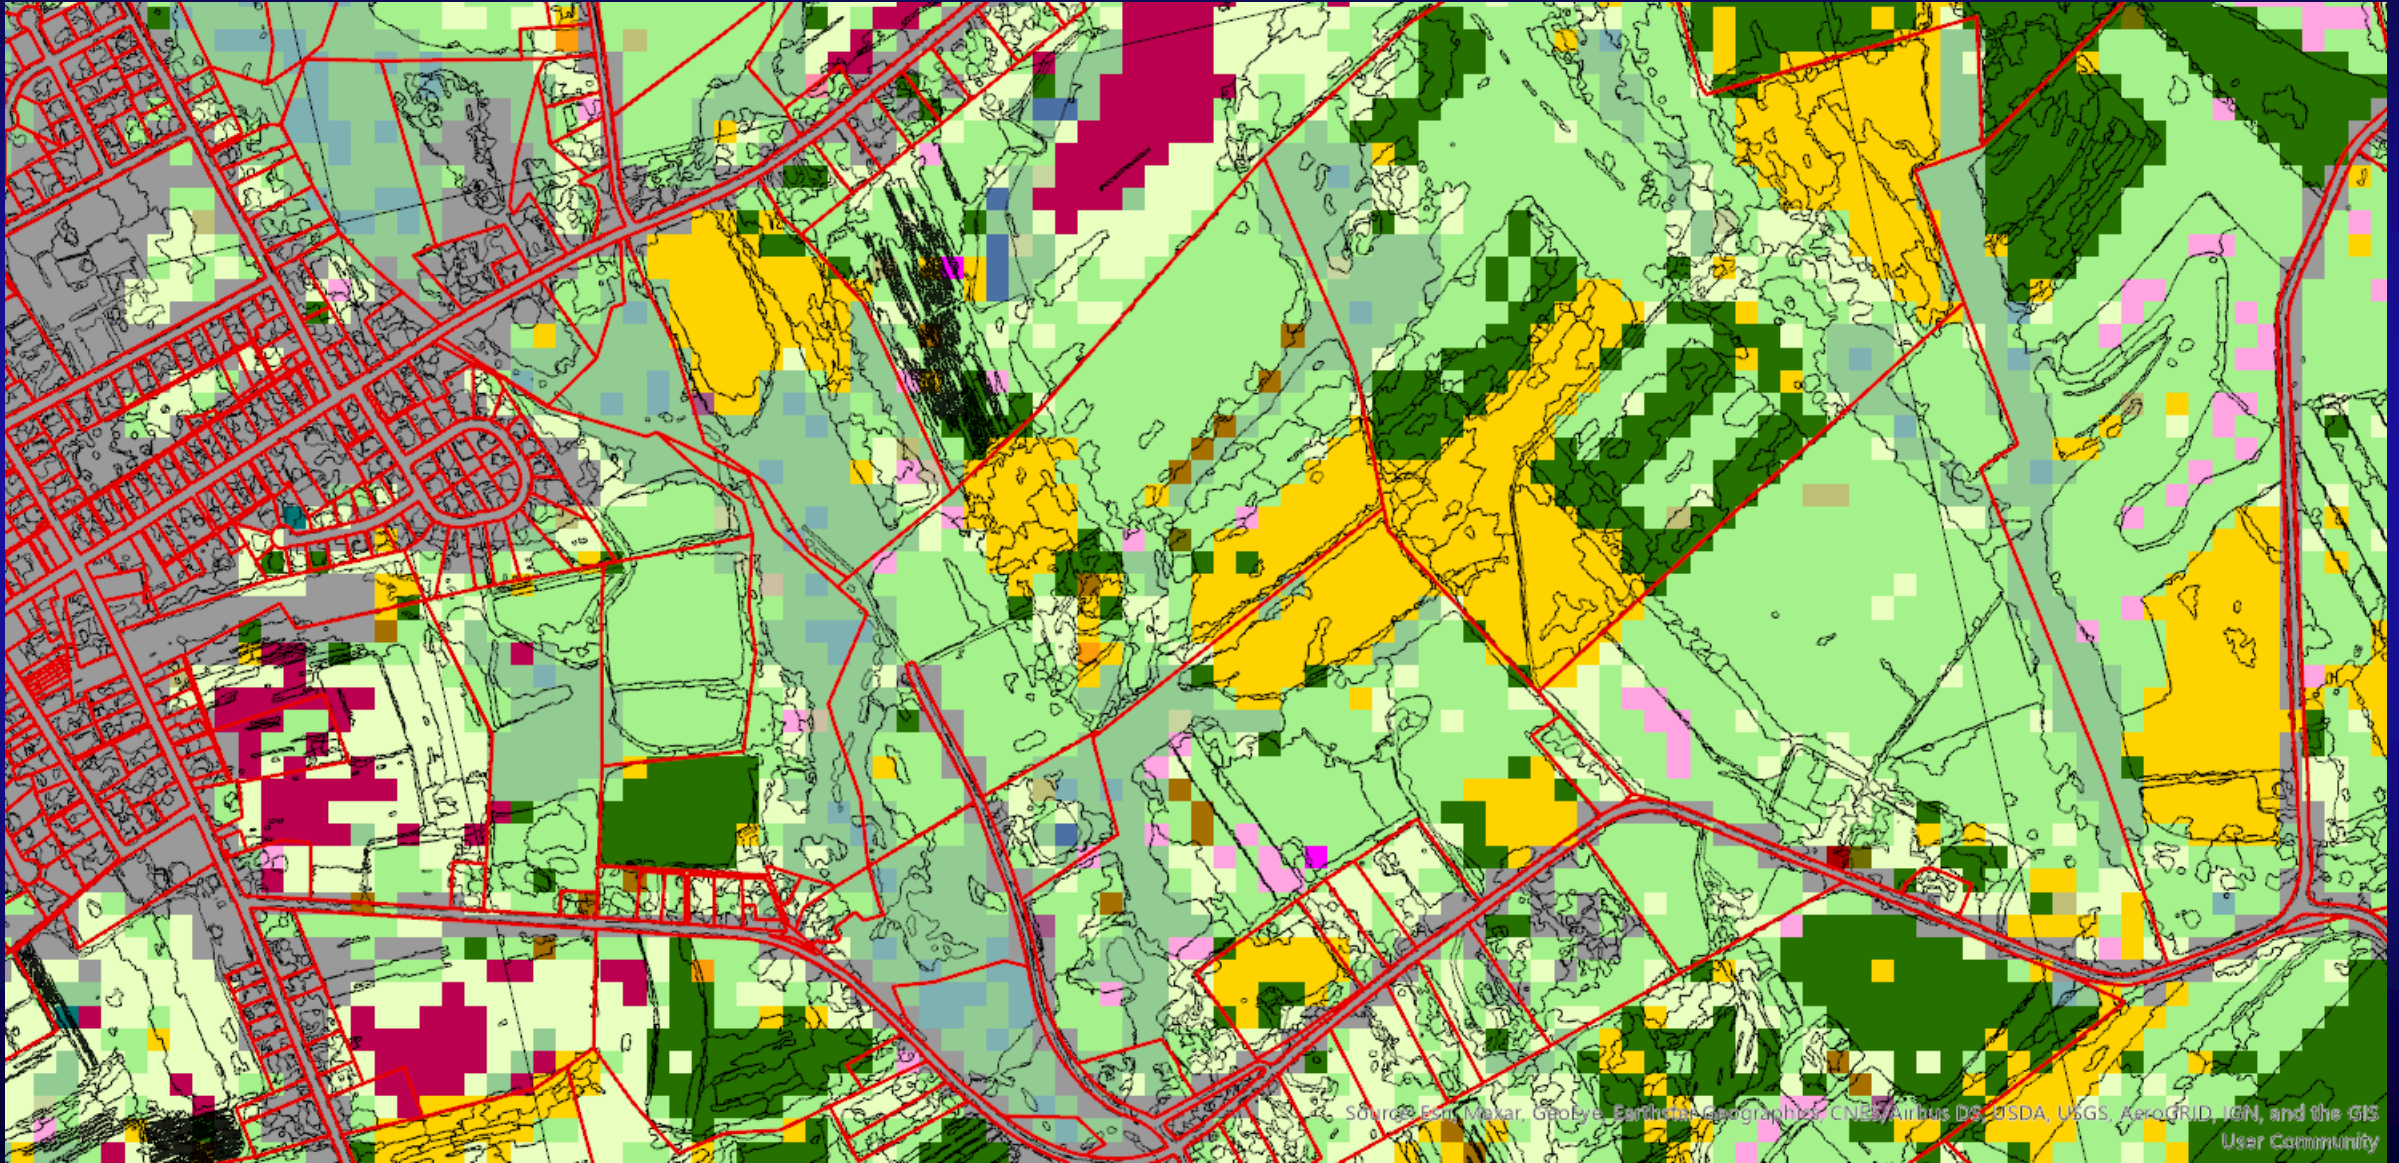 Source: Esri, Maxar, GeoEye, Earthstar Geographics, CNES/Airbus DS, USDA, USGS, AeroGRID, IGN, and the GIS
User Community